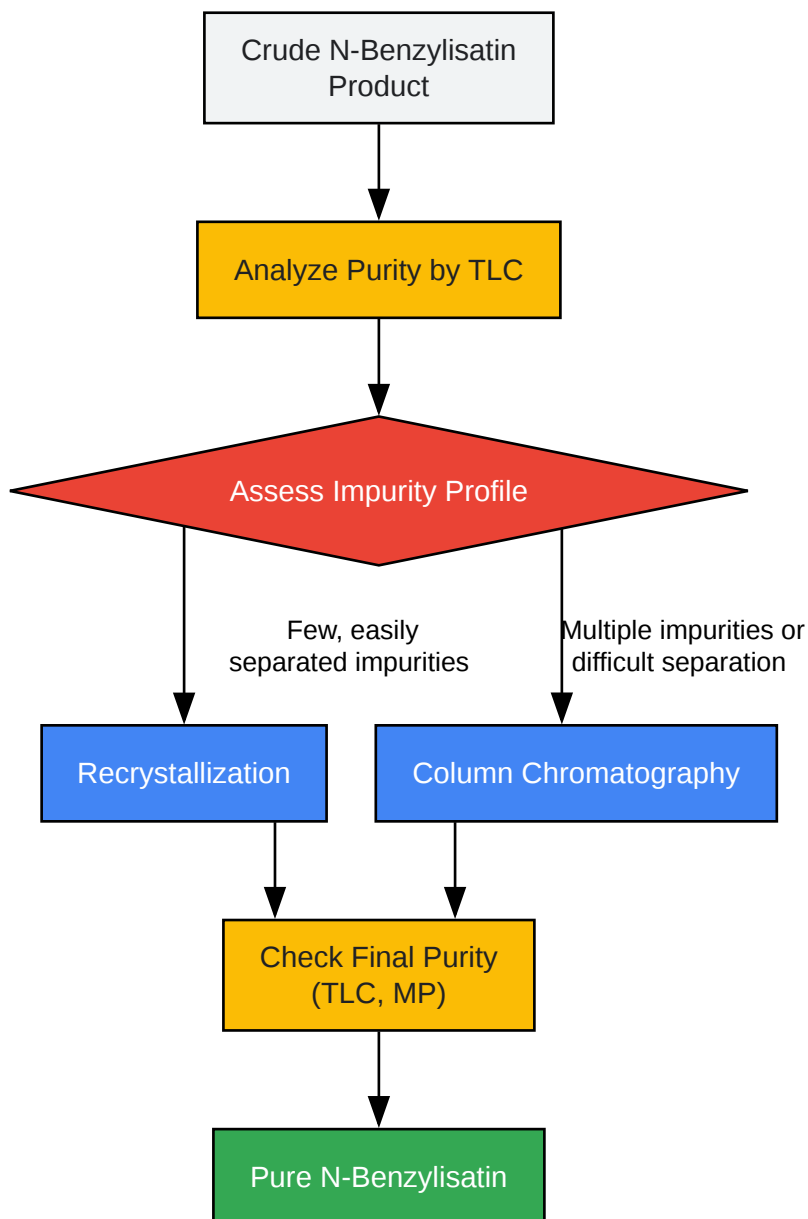 Crude N-Benzylisatin
Product
Analyze Purity by TLC
Assess Impurity Profile
Few, easily
separated impurities
Multiple impurities or
difficult separation
Recrystallization
Column Chromatography
Check Final Purity
(TLC, MP)
Pure N-Benzylisatin